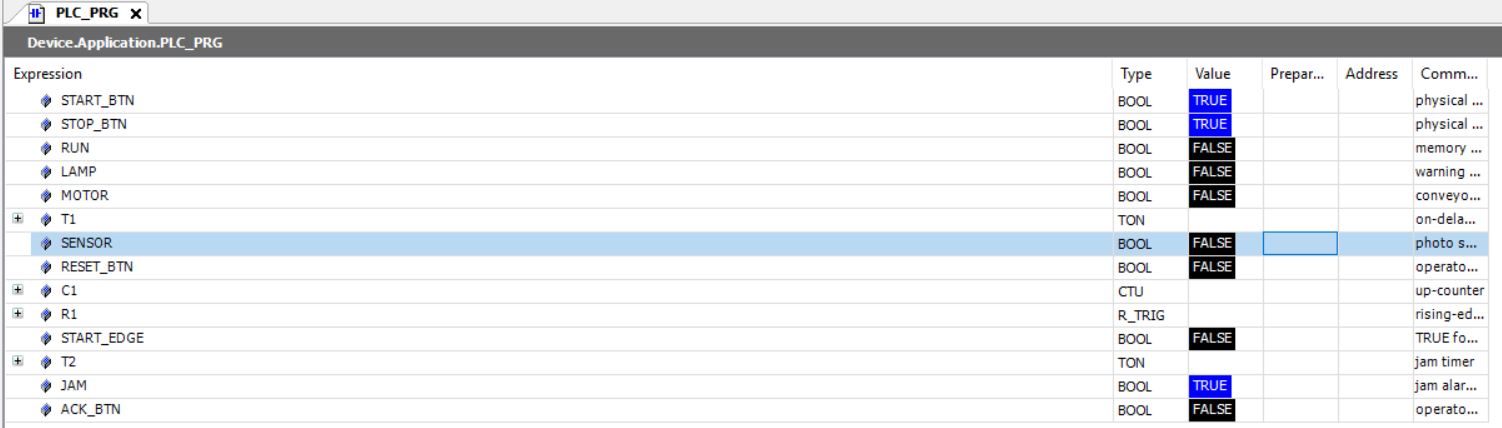 PLC_PRG X
Device.Application.PLC_PRG
Expression Type Value Prepar... Address Comm...
START_BTN BOOL TRUE physical ...
STOP_BTN BOOL TRUE physical ...
RUN BOOL FALSE memory ...
LAMP BOOL FALSE warning ...
MOTOR BOOL FALSE conveyo...
T1 TON on-dela...
SENSOR BOOL FALSE photo s...
RESET_BTN BOOL FALSE operato...
C1 CTU up-counter
R1 R_TRIG rising-ed...
START_EDGE BOOL FALSE TRUE fo...
T2 TON jam timer
JAM BOOL TRUE jam alar...
ACK_BTN BOOL FALSE operato...